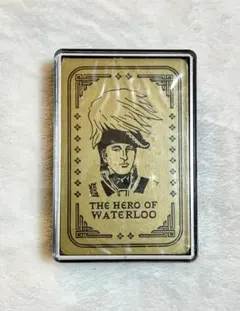 THE HERO OF
WATERLOO